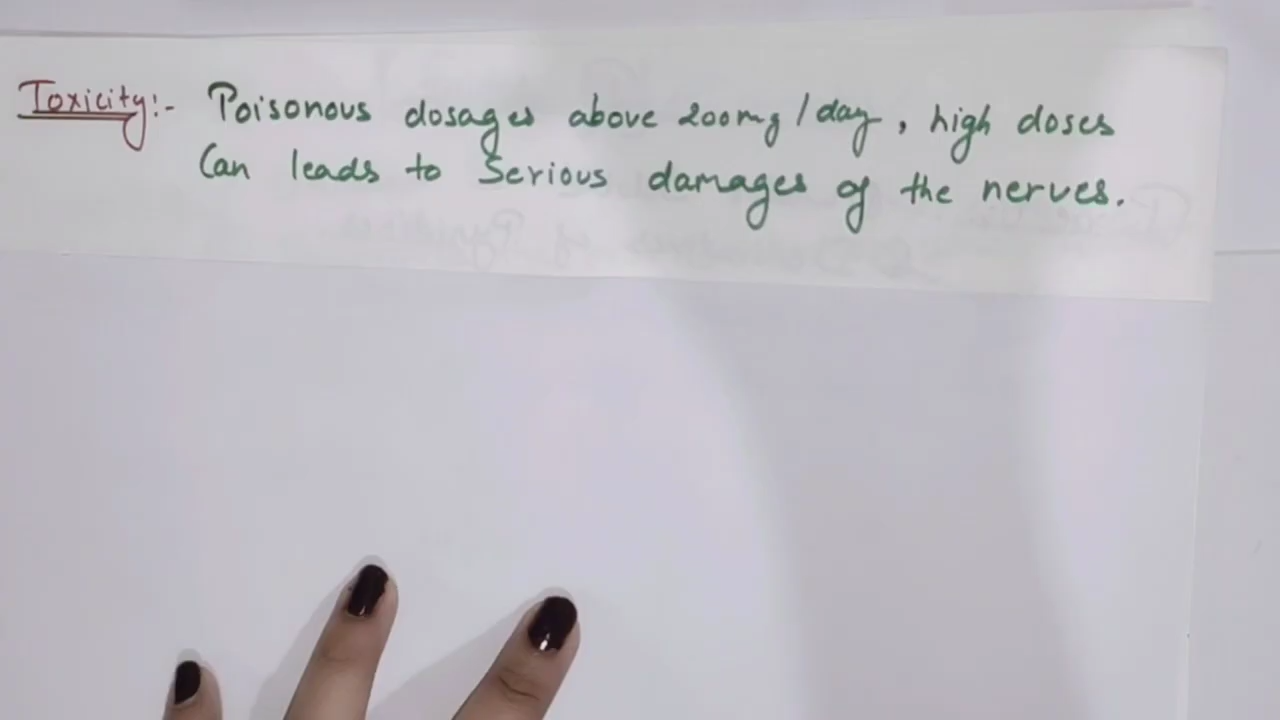 Toxicity:- Poisonous dosages above 200mg/day, high doses
Can leads to Serious damages of the nerves.